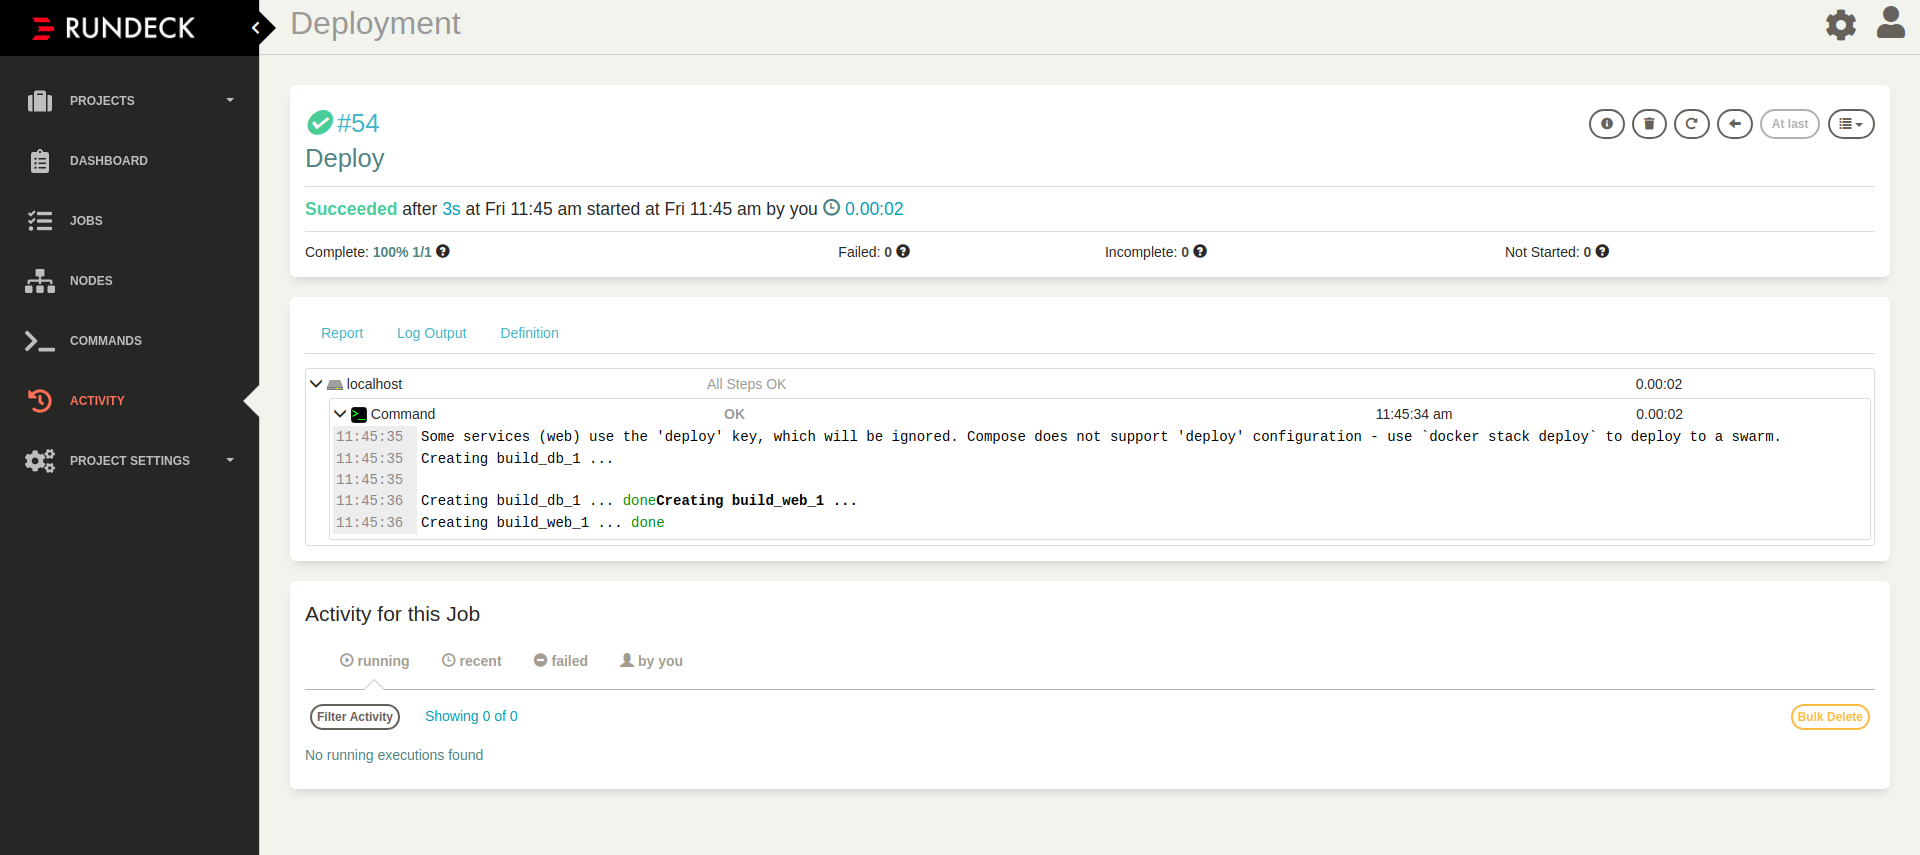 RUNDECK
Deployment
PROJECTS
DASHBOARD
JOBS
NODES
COMMANDS
ACTIVITY
PROJECT SETTINGS
#54
At last
Deploy
Succeeded after 3s at Fri 11:45 am started at Fri 11:45 am by you 0.00:02
Complete: 100% 1/1 Failed: 0 Incomplete: 0 Not Started: 0
Report Log Output Definition
localhost All Steps OK 0.00:02
Command OK 11:45:34 am 0.00:02
11:45:35 Some services (web) use the 'deploy' key, which will be ignored. Compose does not support 'deploy' configuration - use `docker stack deploy` to deploy to a swarm.
11:45:35 Creating build_db_1 ...
11:45:35
11:45:36 Creating build_db_1 ... doneCreating build_web_1 ...
11:45:36 Creating build_web_1 ... done
Activity for this Job
running recent failed by you
Filter Activity Showing 0 of 0 Bulk Delete
No running executions found